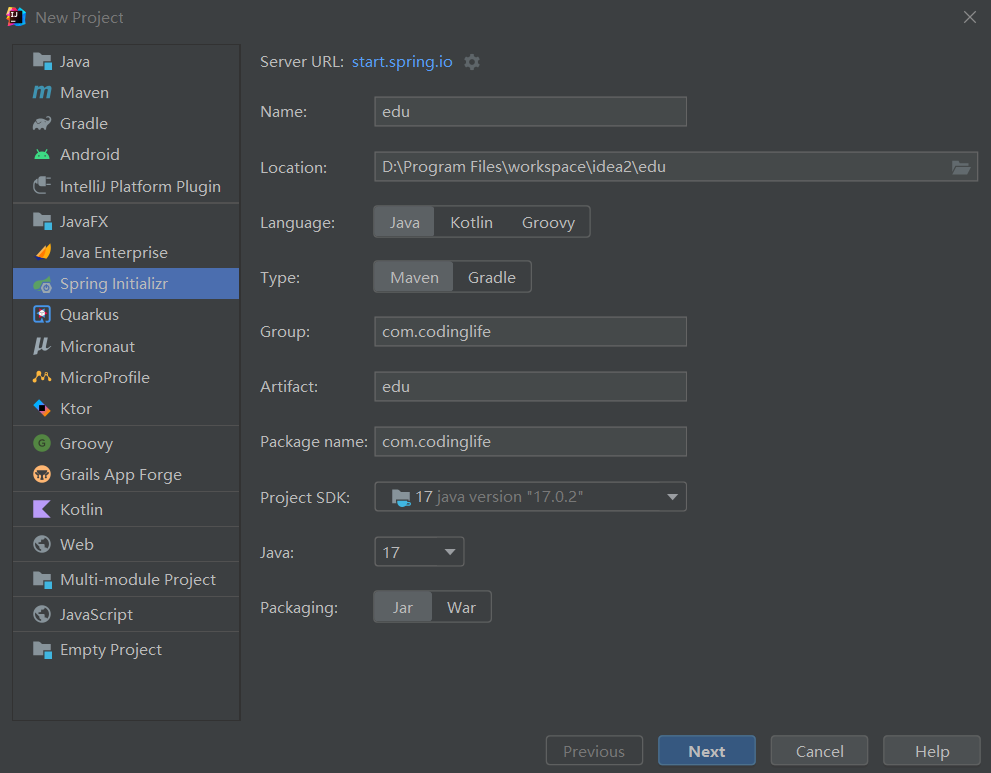 New Project
Java
Maven
Gradle
Android
IntelliJ Platform Plugin
JavaFX
Java Enterprise
Spring Initializr
Quarkus
Micronaut
MicroProfile
Ktor
Groovy
Grails App Forge
Kotlin
Web
Multi-module Project
JavaScript
Empty Project
Server URL: start.spring.io
Name: edu
Location: D:\Program Files\workspace\idea2\edu
Language: Java Kotlin Groovy
Type: Maven Gradle
Group: com.codinglife
Artifact: edu
Package name: com.codinglife
Project SDK: 17 java version "17.0.2"
Java: 17
Packaging: Jar War
Previous Next Cancel Help